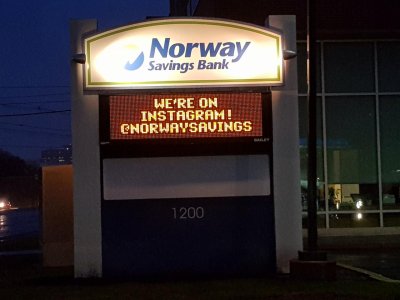 Norway
Savings Bank
WE'RE ON
INSTAGRAM!
@NORWAYSAVINGS
1200